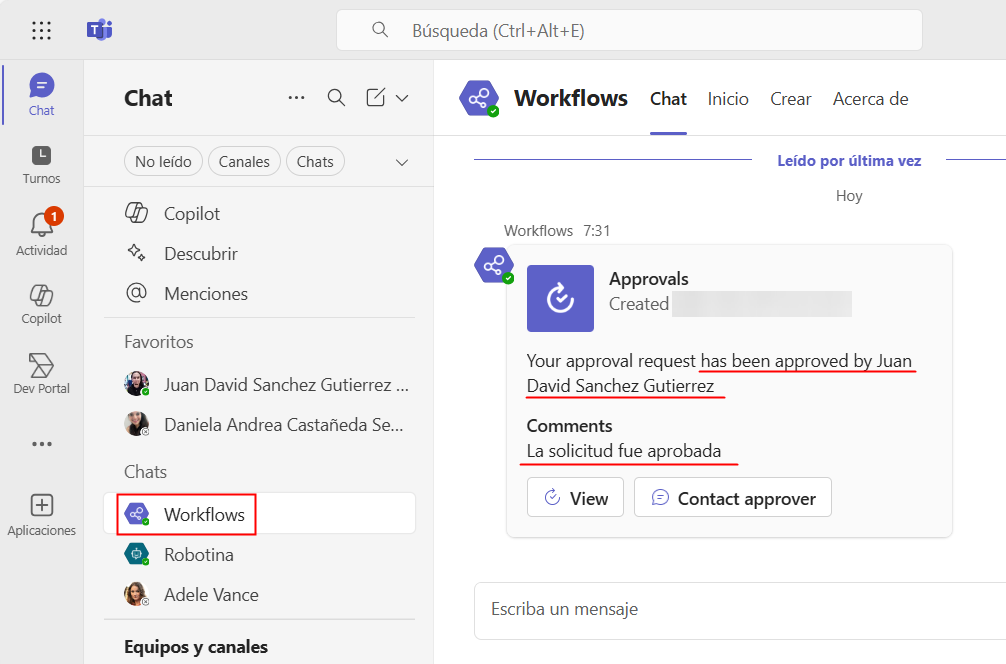 Búsqueda (Ctrl+Alt+E)
Chat
Turnos
1
Actividad
Copilot
Dev Portal
Aplicaciones
Chat
No leído
Canales
Chats
Copilot
Descubrir
Menciones
Favoritos
Juan David Sanchez Gutierrez ...
Daniela Andrea Castañeda Se...
Chats
Workflows
Robotina
Adele Vance
Equipos y canales
Workflows
Chat
Inicio
Crear
Acerca de
Leído por última vez
Hoy
Workflows 7:31
Approvals
Created
Your approval request has been approved by Juan
David Sanchez Gutierrez
Comments
La solicitud fue aprobada
View
Contact approver
Escriba un mensaje